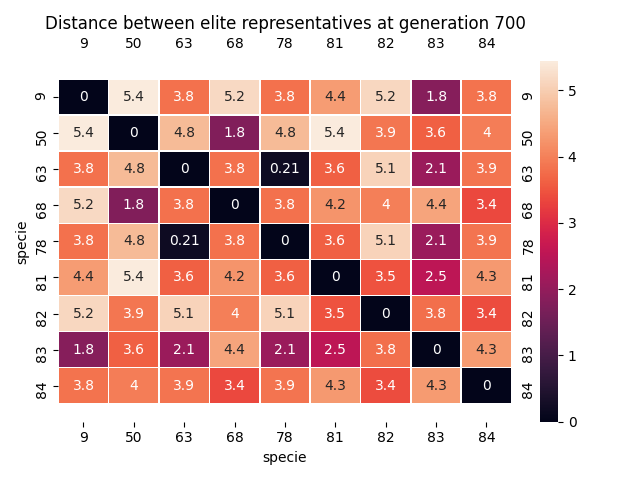 Distance between elite representatives at generation 700
9 50 63 68 78 81 82 83 84
9 0 5.4 3.8 5.2 3.8 4.4 5.2 1.8 3.8 9
50 5.4 0 4.8 1.8 4.8 5.4 3.9 3.6 4 50
63 3.8 4.8 0 3.8 0.21 3.6 5.1 2.1 3.9 63
68 5.2 1.8 3.8 0 3.8 4.2 4 4.4 3.4 68
78 3.8 4.8 0.21 3.8 0 3.6 5.1 2.1 3.9 78
81 4.4 5.4 3.6 4.2 3.6 0 3.5 2.5 4.3 81
82 5.2 3.9 5.1 4 5.1 3.5 0 3.8 3.4 82
83 1.8 3.6 2.1 4.4 2.1 2.5 3.8 0 4.3 83
84 3.8 4 3.9 3.4 3.9 4.3 3.4 4.3 0 84
9 50 63 68 78 81 82 83 84
specie
specie
5
4
3
2
1
0